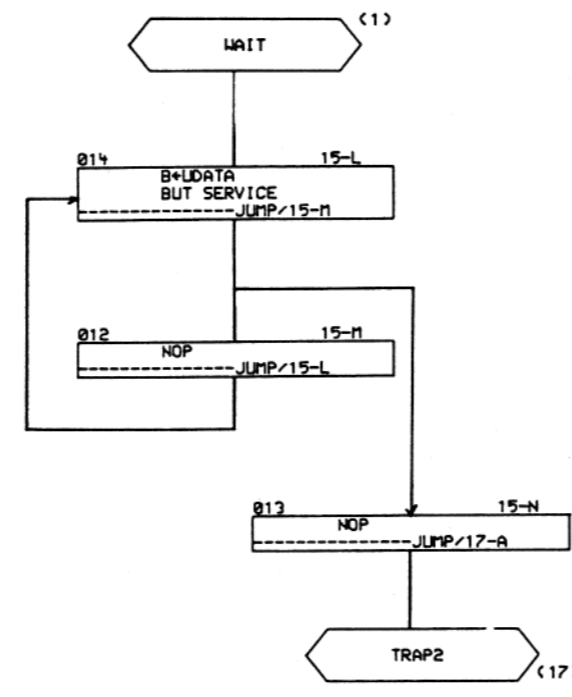 (1)
WAIT
014 15-L
B←UDATA
BUT SERVICE
---------------JUMP/15-M
012 15-M
NOP
---------------JUMP/15-L
013 15-N
NOP
---------------JUMP/17-A
TRAP2
(17